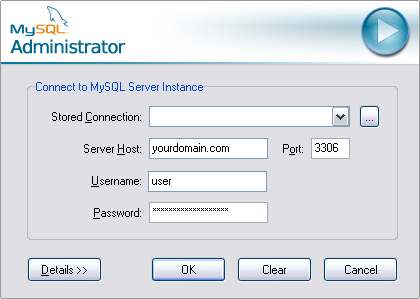 MySQL
Administrator
Connect to MySQL Server Instance
Stored Connection: ...
Server Host: yourdomain.com Port: 3306
Username: user
Password: ******************
Details >> OK Clear Cancel